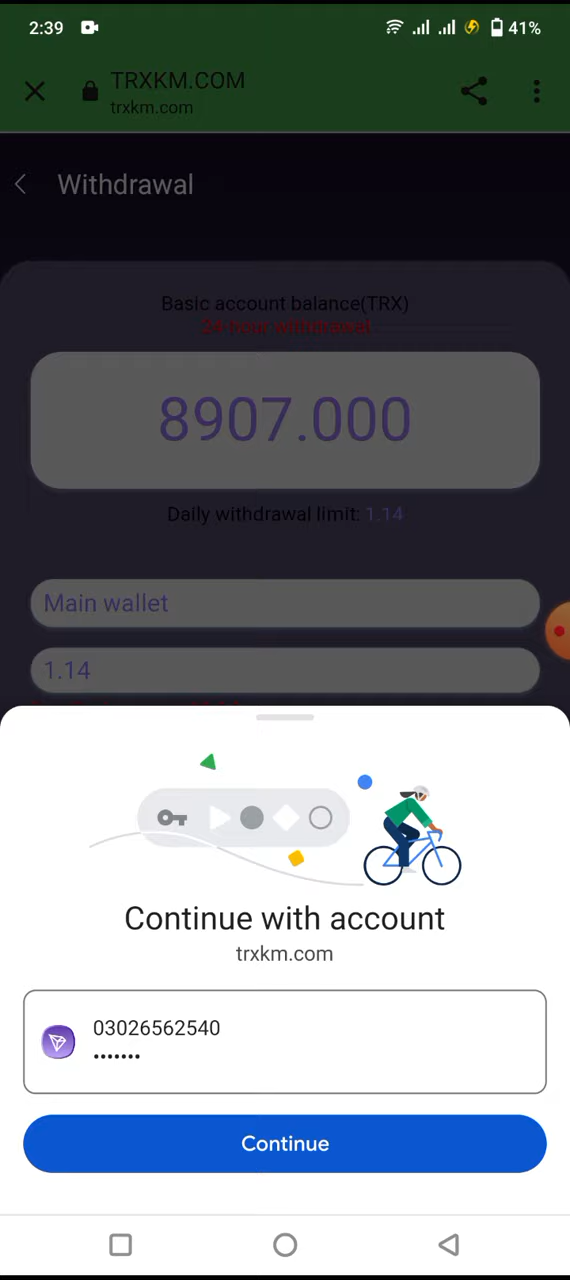 2:39
41%
TRXKM.COM
trxkm.com
Withdrawal
Basic account balance(TRX)
24 hour withdrawal
8907.000
Daily withdrawal limit: 1.14
Main wallet
1.14
Continue with account
trxkm.com
03026562540
•••••••
Continue